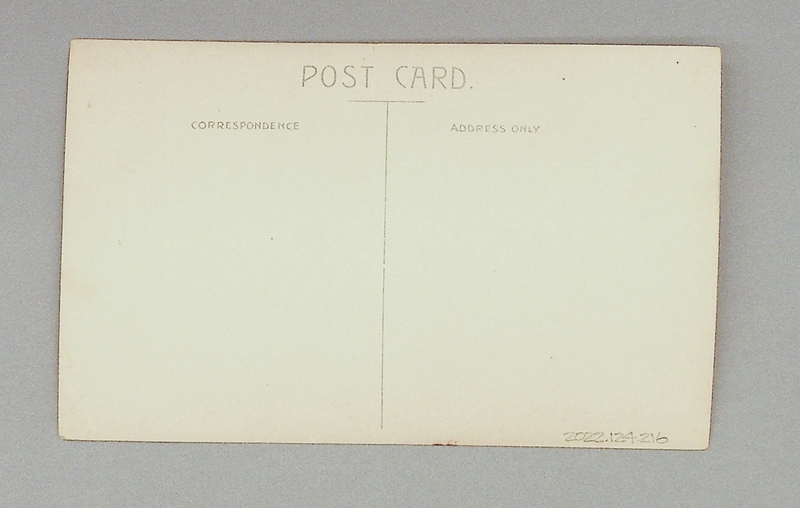 POST CARD.
CORRESPONDENCE
ADDRESS ONLY
2022.124.216